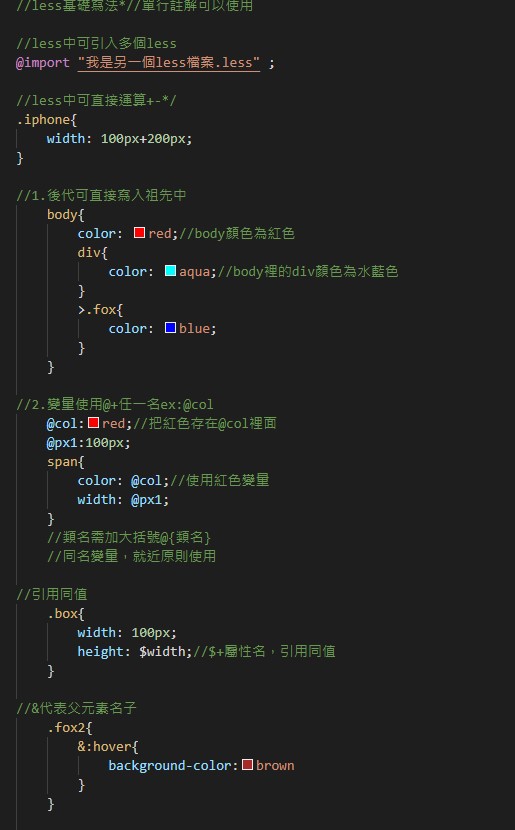 //less基礎寫法*//單行註解可以使用
//less中可引入多個less
@import "我是另一個less檔案.less" ;
//less中可直接運算+-*/
.iphone{
width: 100px+200px;
}
//1.後代可直接寫入祖先中
body{
color: red;//body顏色為紅色
div{
color: aqua;//body裡的div顏色為水藍色
}
>.fox{
color: blue;
}
}
//2.變量使用@+任一名ex:@col
@col:red;//把紅色存在@col裡面
@px1:100px;
span{
color: @col;//使用紅色變量
width: @px1;
}
//類名需加大括號@{類名}
//同名變量，就近原則使用
//引用同值
.box{
width: 100px;
height: $width;//$+屬性名，引用同值
}
//&代表父元素名子
.fox2{
&:hover{
background-color:brown
}
}